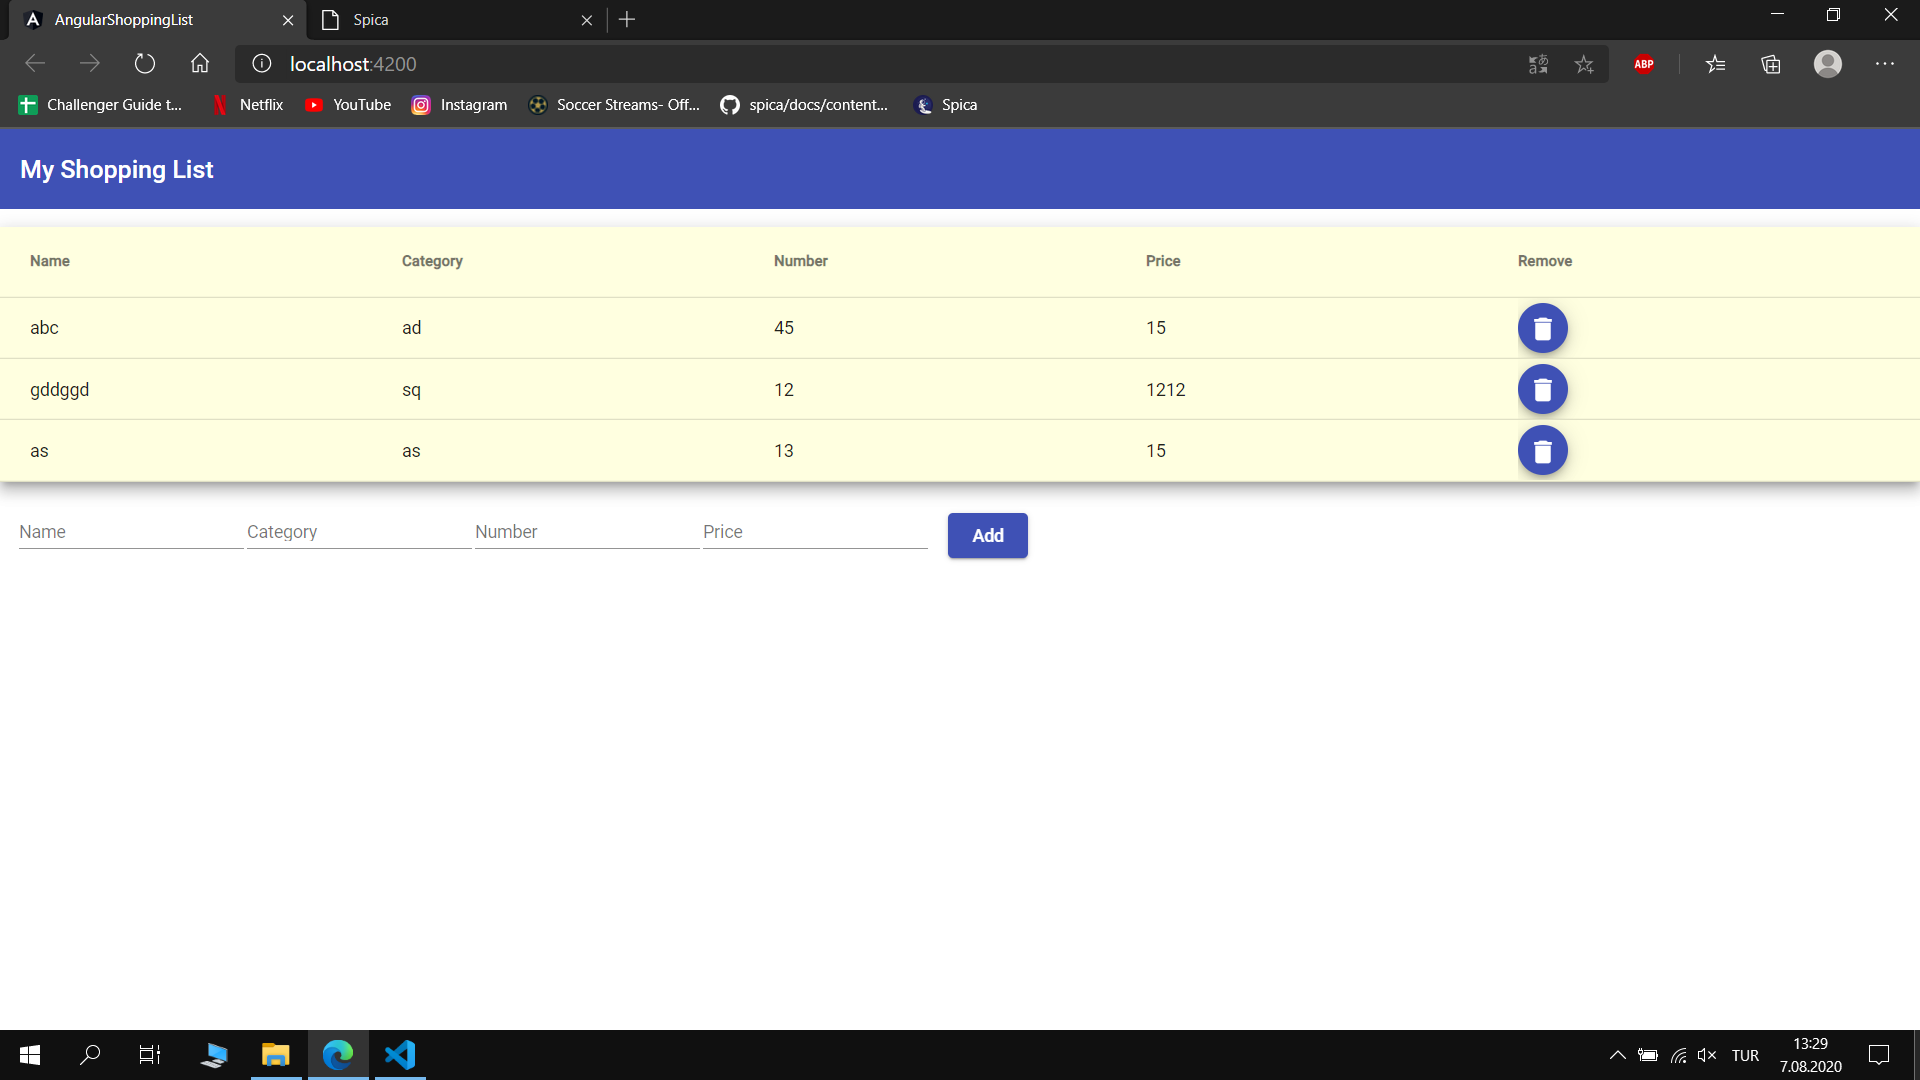 AngularShoppingList Spica
localhost:4200 ABP
Challenger Guide t... Netflix YouTube Instagram Soccer Streams- Off... spica/docs/content... Spica
My Shopping List
Name Category Number Price Remove
abc ad 45 15
gddggd sq 12 1212
as as 13 15
Name Category Number Price Add
13:29
TUR
7.08.2020